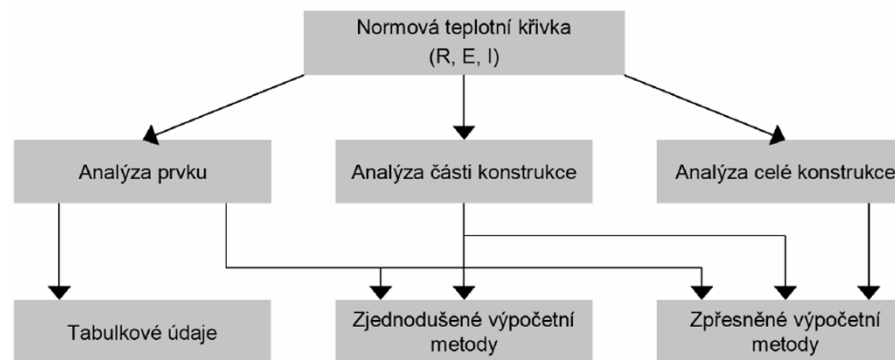 Normová teplotní křivka
(R, E, I)
Analýza prvku
Analýza části konstrukce
Analýza celé konstrukce
Tabulkové údaje
Zjednodušené výpočetní
metody
Zpřesněné výpočetní
metody